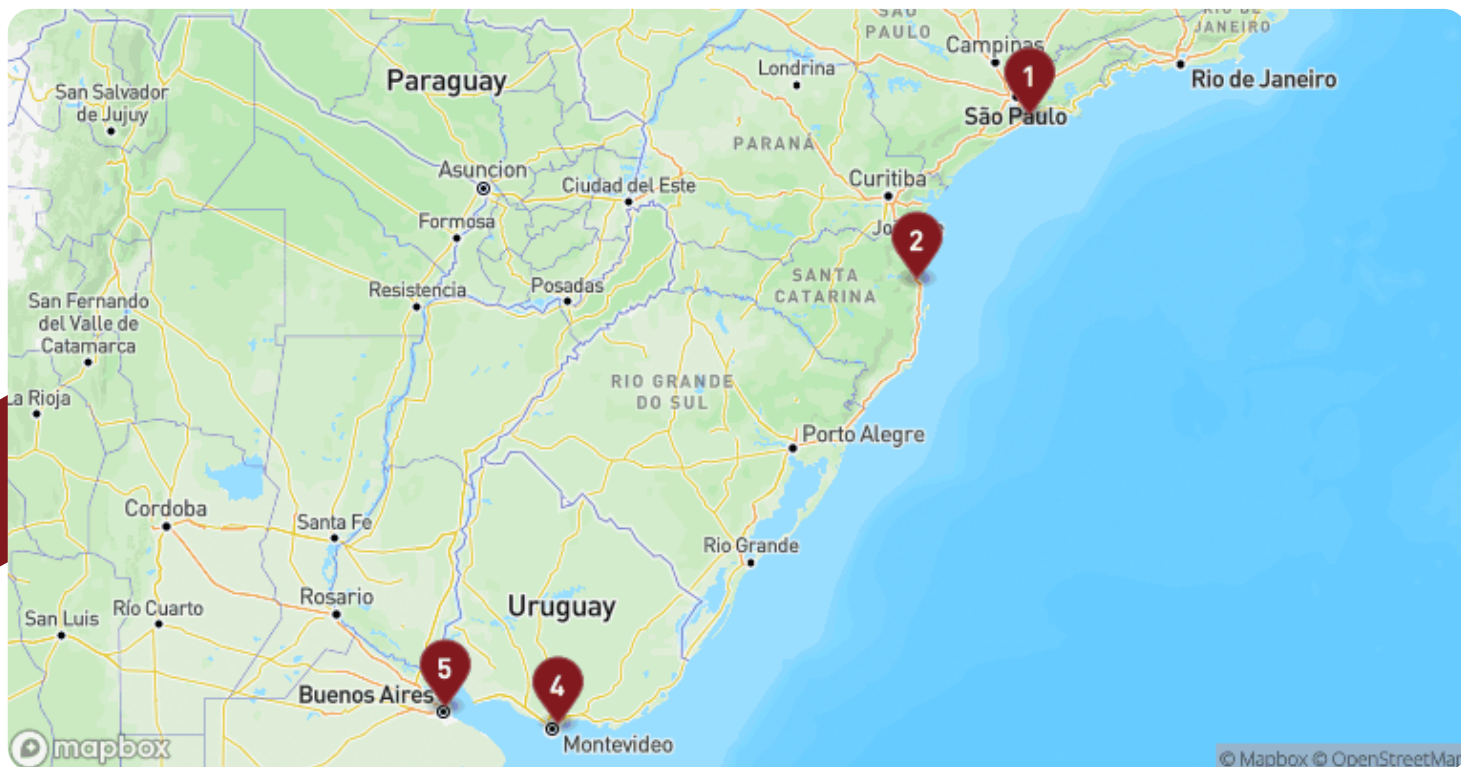 SÃO
PAULO
RIO DE
JANEIRO
Campinas
Londrina
Paraguay
1
Rio de Janeiro
San Salvador
de Jujuy
São Paulo
PARANÁ
Asuncion
Ciudad del Este
Curitiba
Formosa
2
SANTA
CATARINA
Resistencia
Posadas
San Fernando
del Valle de
Catamarca
RIO GRANDE
DO SUL
La Rioja
Porto Alegre
Cordoba
Santa Fe
Rio Grande
Rosario
Río Cuarto
San Luis
Uruguay
5
4
Buenos Aires
Montevideo
mapbox
© Mapbox © OpenStreetMap